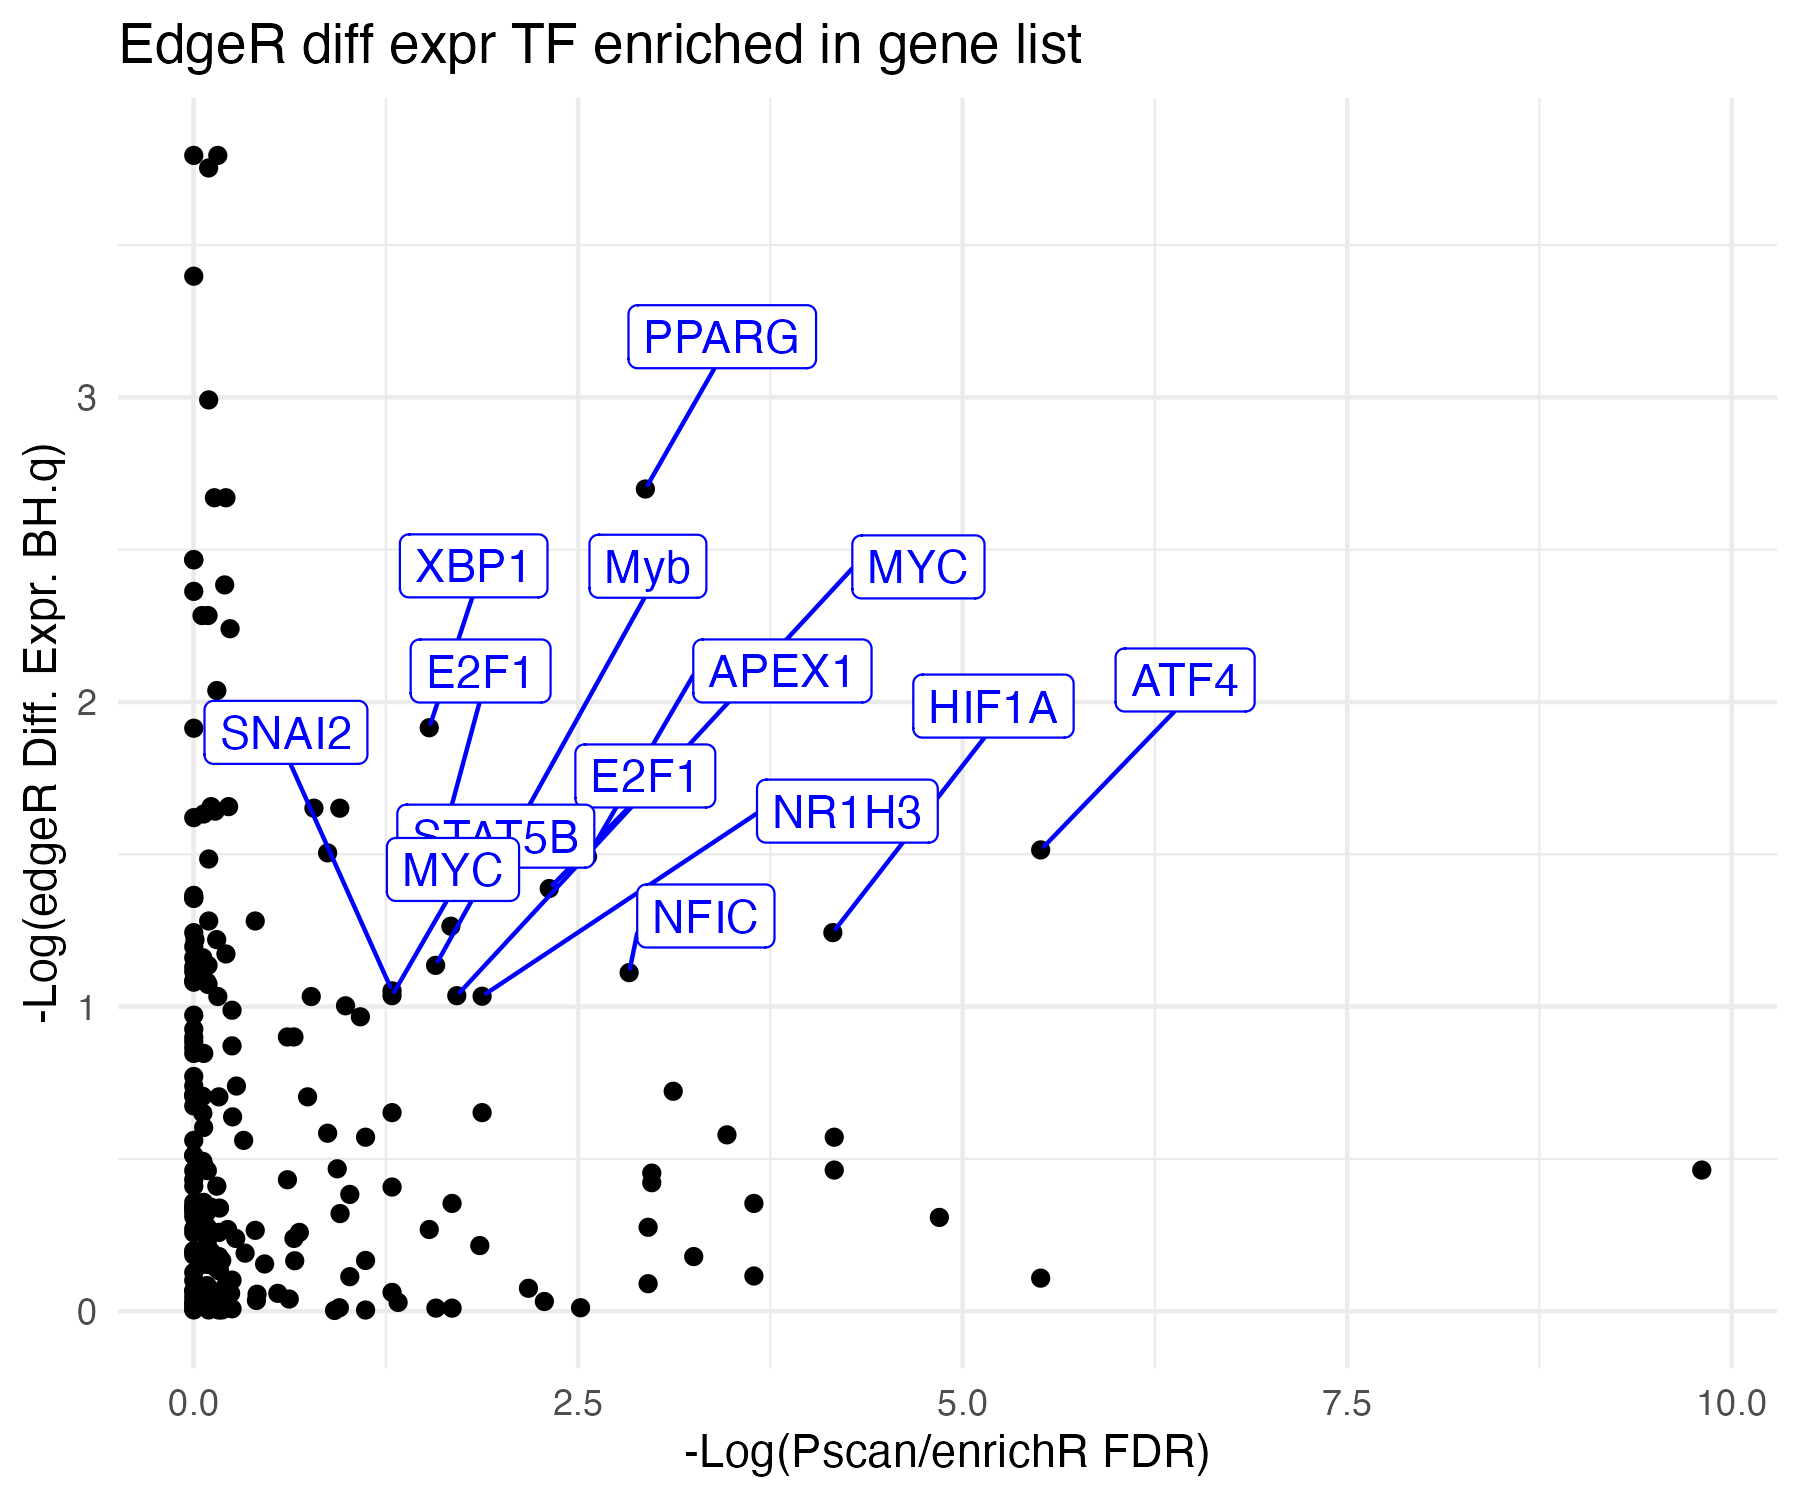 EdgeR diff expr TF enriched in gene list
-Log(edgeR Diff. Expr. BH.q)
3
2
1
0
PPARG
XBP1
Myb
MYC
E2F1
APEX1
ATF4
HIF1A
SNAI2
E2F1
NR1H3
STAT5B
MYC
NFIC
0.0
2.5
5.0
7.5
10.0
-Log(Pscan/enrichR FDR)